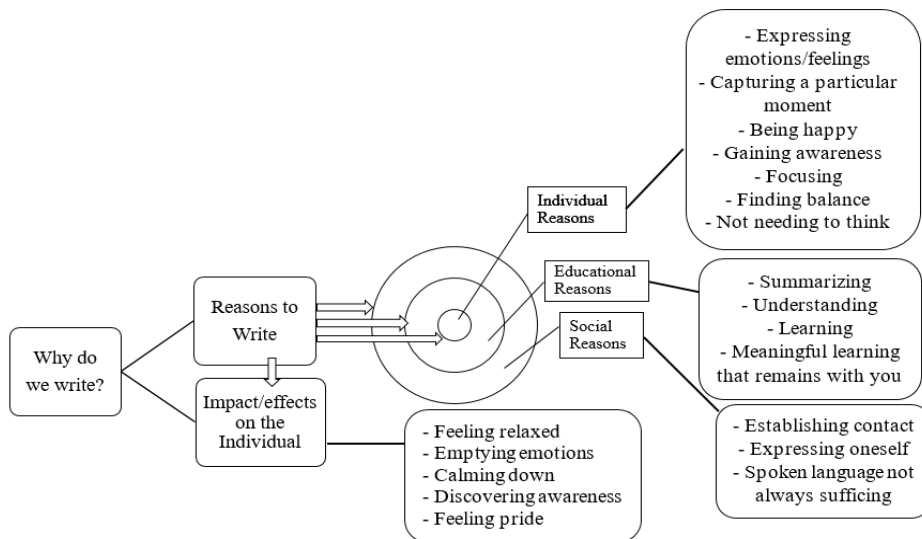 Why do
we write?
Reasons to
Write
Impact/effects
on the
Individual
Individual
Reasons
- Expressing
emotions/feelings
- Capturing a particular
moment
- Being happy
- Gaining awareness
- Focusing
- Finding balance
- Not needing to think
Educational
Reasons
- Summarizing
- Understanding
- Learning
- Meaningful learning
that remains with you
Social
Reasons
- Establishing contact
- Expressing oneself
- Spoken language not
always sufficing
- Feeling relaxed
- Emptying emotions
- Calming down
- Discovering awareness
- Feeling pride